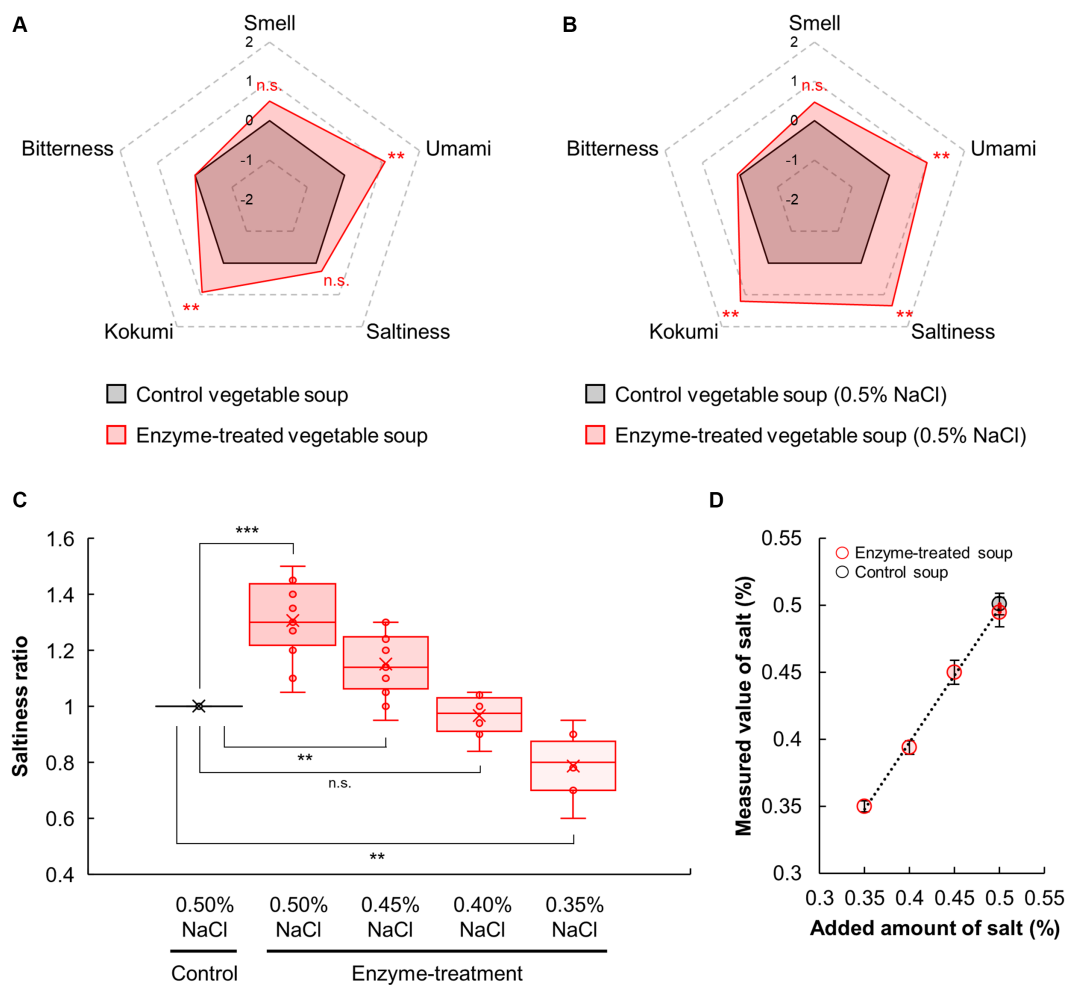 A
Smell
2
1
n.s.
0
-1
-2
Bitterness
Umami
**
n.s.
**
Kokumi
Saltiness
Control vegetable soup
Enzyme-treated vegetable soup
B
Smell
2
1
n.s.
0
-1
-2
Bitterness
Umami
**
**
**
Kokumi
Saltiness
Control vegetable soup (0.5% NaCl)
Enzyme-treated vegetable soup (0.5% NaCl)
C
Saltiness ratio
1.6
1.4
1.2
1
0.8
0.6
0.4
***
**
n.s.
**
0.50% NaCl
0.50% NaCl
0.45% NaCl
0.40% NaCl
0.35% NaCl
Control
Enzyme-treatment
D
Measured value of salt (%)
0.55
0.5
0.45
0.4
0.35
0.3
Enzyme-treated soup
Control soup
0.3 0.35 0.4 0.45 0.5 0.55
Added amount of salt (%)